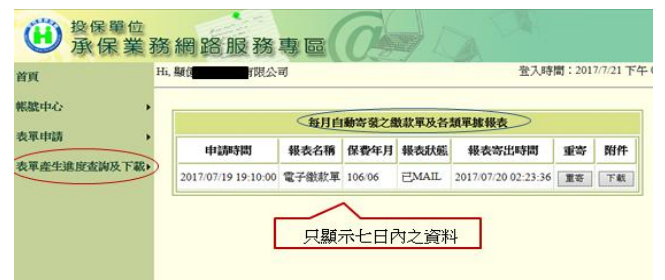 投保單位
承保業務網路服務專區
Hi, 顯
有限公司
登入時間：2017/7/21 下午
首頁
帳號中心
表單申請
表單產生進度查詢及下載
每月自動寄發之繳款單及各類單據報表
申請時間 報表名稱 保費年月 報表狀態 報表寄出時間 重寄 附件
2017/07/19 19:10:00 電子繳款單 106/06 已MAIL 2017/07/20 02:23:36 重寄 下載
只顯示七日內之資料